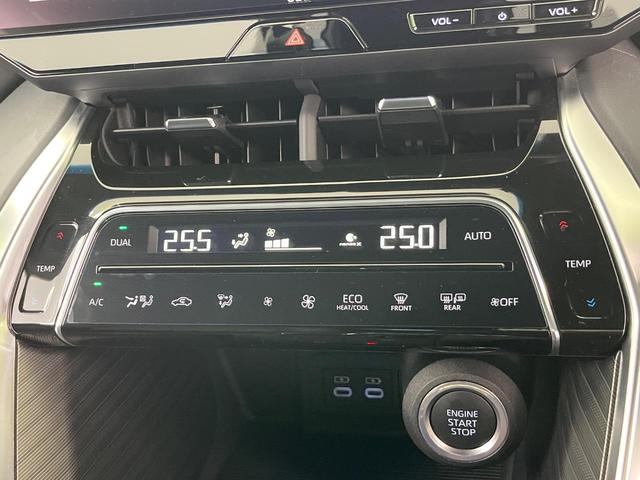 VOL− VOL+
DUAL 25.5 nanoe X 25.0 AUTO
TEMP TEMP
A/C ECO HEAT/COOL FRONT REAR OFF
ENGINE
START
STOP